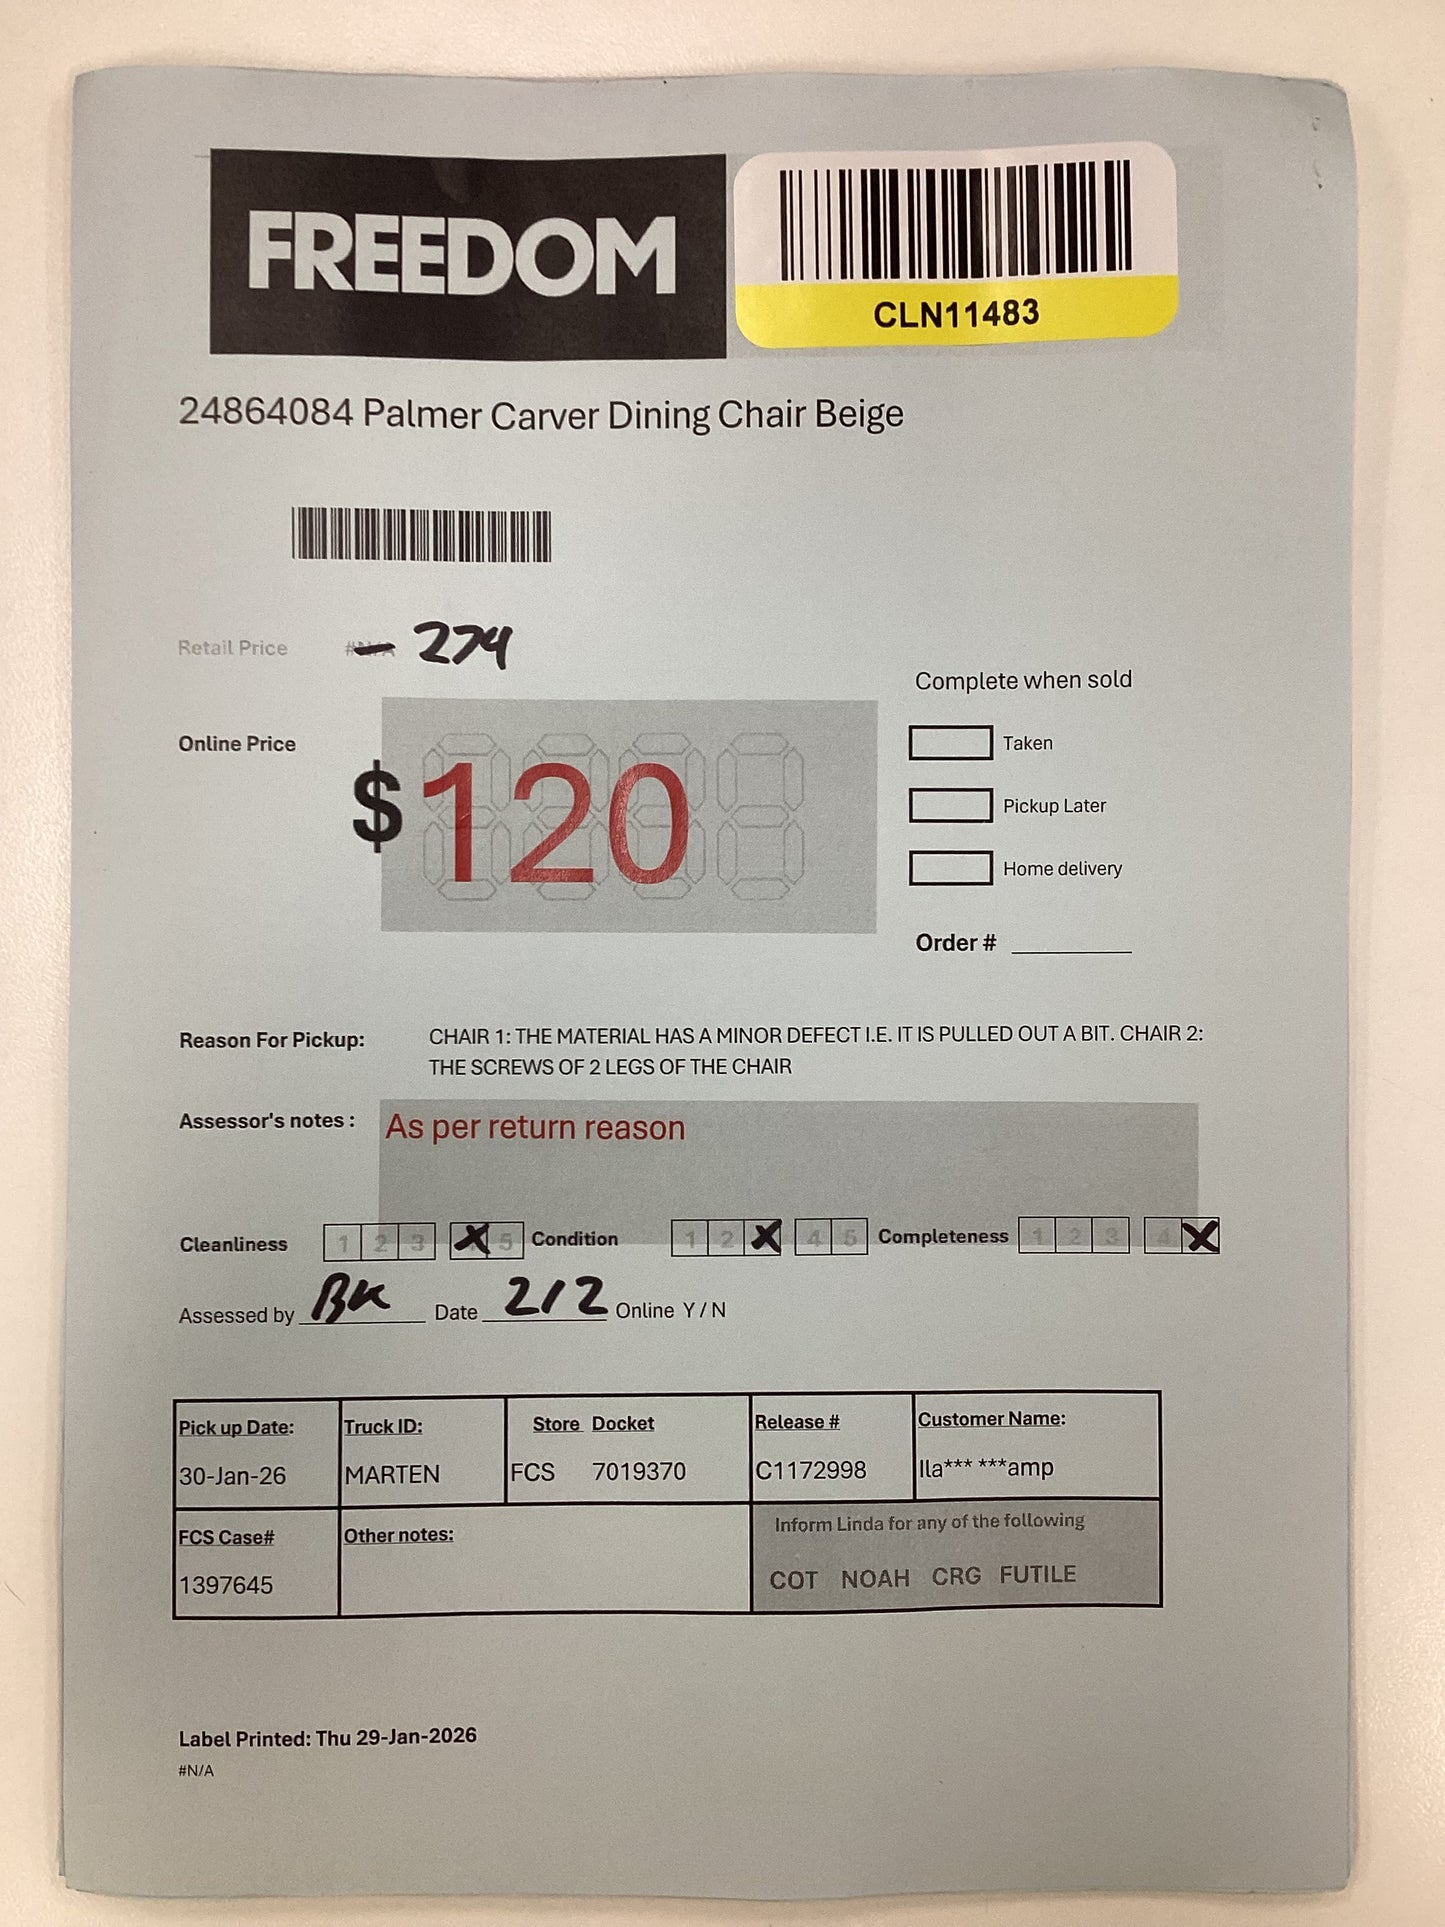 FREEDOM
CLN11483
24864084 Palmer Carver Dining Chair Beige
Retail Price #N/A 274
Complete when sold
Online Price
$120
Taken
Pickup Later
Home delivery
Order #
Reason For Pickup: CHAIR 1: THE MATERIAL HAS A MINOR DEFECT I.E. IT IS PULLED OUT A BIT. CHAIR 2:
THE SCREWS OF 2 LEGS OF THE CHAIR
Assessor's notes : As per return reason
Cleanliness 1 2 3 X 5 Condition 1 2 X 4 5 Completeness 1 2 3 4 X
Assessed by BK Date 2/2 Online Y / N
Pick up Date: Truck ID: Store Docket Release # Customer Name:
30-Jan-26 MARTEN FCS 7019370 C1172998 Ila*** ***amp
FCS Case# Other notes: Inform Linda for any of the following
1397645 COT NOAH CRG FUTILE
Label Printed: Thu 29-Jan-2026
#N/A